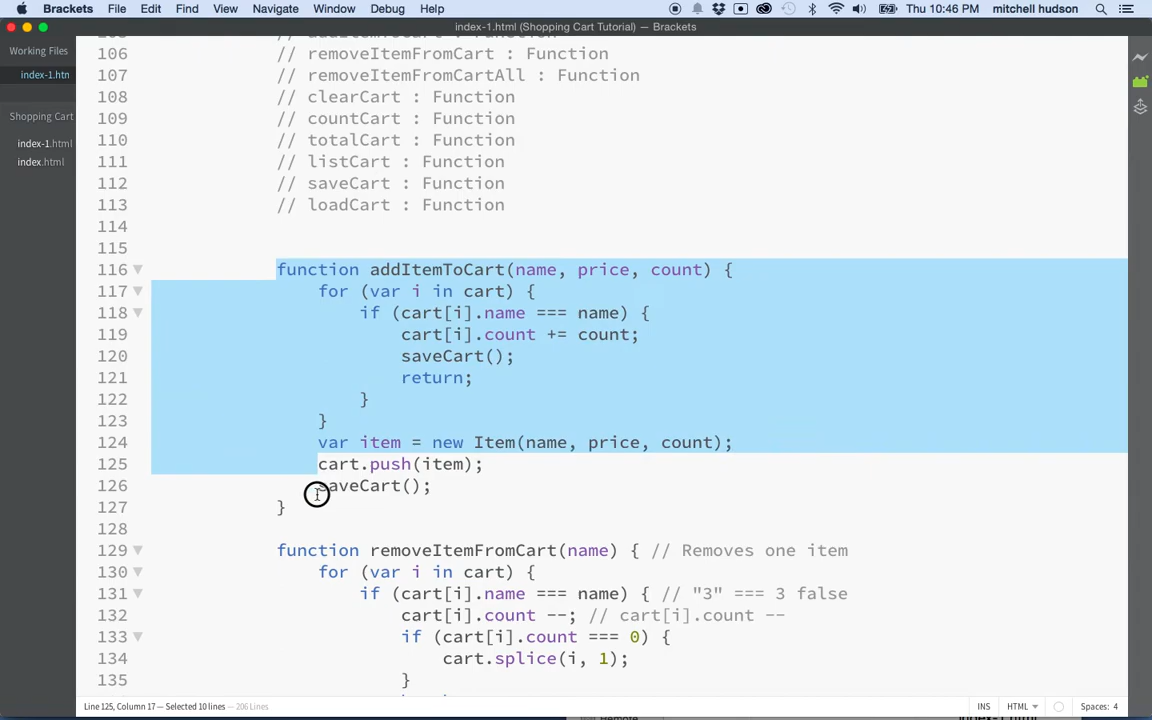 Brackets File Edit Find View Navigate Window Debug Help Thu 10:46 PM mitchell hudson
index-1.html (Shopping Cart Tutorial) — Brackets
Working Files
index-1.htn
Shopping Cart
index-1.html
index.html
106 // removeItemFromCart : Function
107 // removeItemFromCartAll : Function
108 // clearCart : Function
109 // countCart : Function
110 // totalCart : Function
111 // listCart : Function
112 // saveCart : Function
113 // loadCart : Function
114
115
116 function addItemToCart(name, price, count) {
117 for (var i in cart) {
118 if (cart[i].name === name) {
119 cart[i].count += count;
120 saveCart();
121 return;
122 }
123 }
124 var item = new Item(name, price, count);
125 cart.push(item);
126 saveCart();
127 }
128
129 function removeItemFromCart(name) { // Removes one item
130 for (var i in cart) {
131 if (cart[i].name === name) { // "3" === 3 false
132 cart[i].count --; // cart[i].count --
133 if (cart[i].count === 0) {
134 cart.splice(i, 1);
135 }
Line 125, Column 17 — Selected 10 lines — 206 Lines INS HTML Spaces: 4